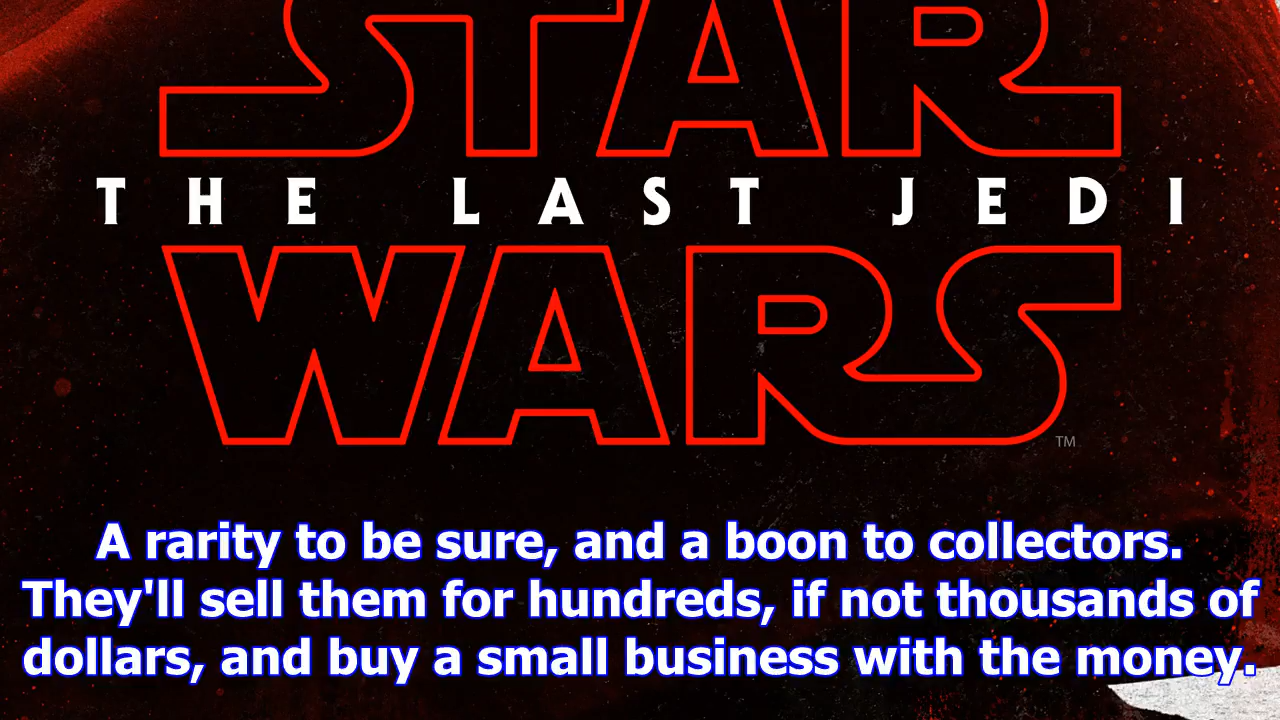 STAR
THE LAST JEDI
WARS
TM
A rarity to be sure, and a boon to collectors.
They'll sell them for hundreds, if not thousands of
dollars, and buy a small business with the money.